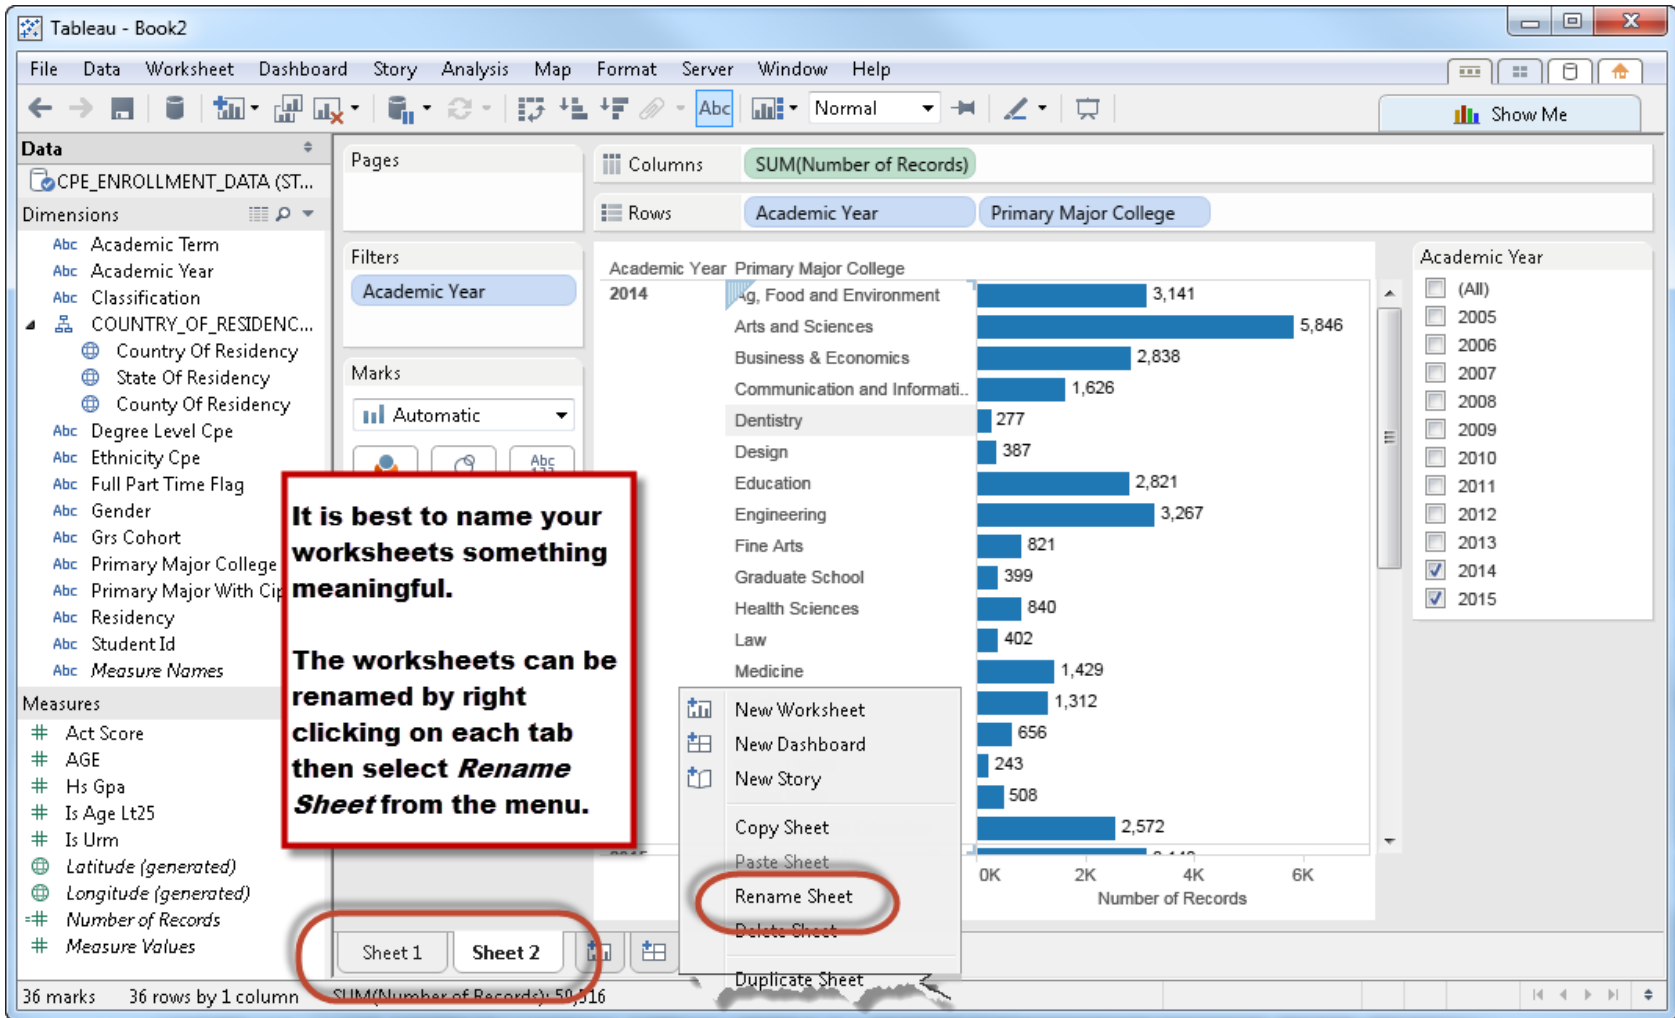 Tableau - Book2
File Data Worksheet Dashboard Story Analysis Map Format Server Window Help
Abc Normal Show Me
Data
CPE_ENROLLMENT_DATA (ST...
Dimensions
Abc Academic Term
Abc Academic Year
Abc Classification
COUNTRY_OF_RESIDENC...
Country Of Residency
State Of Residency
County Of Residency
Abc Degree Level Cpe
Abc Ethnicity Cpe
Abc Full Part Time Flag
Abc Gender
Abc Grs Cohort
Abc Primary Major College
Abc Primary Major With Cip
Abc Residency
Abc Student Id
Abc Measure Names
Measures
# Act Score
# AGE
# Hs Gpa
# Is Age Lt25
# Is Urm
Latitude (generated)
Longitude (generated)
=# Number of Records
# Measure Values
Pages
Filters
Academic Year
Marks
Automatic
Abc
It is best to name your
worksheets something
meaningful.
The worksheets can be
renamed by right
clicking on each tab
then select Rename
Sheet from the menu.
Columns SUM(Number of Records)
Rows Academic Year Primary Major College
Academic Year Primary Major College
2014 Ag, Food and Environment 3,141
Arts and Sciences 5,846
Business & Economics 2,838
Communication and Informati.. 1,626
Dentistry 277
Design 387
Education 2,821
Engineering 3,267
Fine Arts 821
Graduate School 399
Health Sciences 840
Law 402
Medicine 1,429
1,312
656
243
508
2,572
0K 2K 4K 6K
Number of Records
New Worksheet
New Dashboard
New Story
Copy Sheet
Paste Sheet
Rename Sheet
Delete Sheet
Duplicate Sheet
Academic Year
(All)
2005
2006
2007
2008
2009
2010
2011
2012
2013
2014
2015
Sheet 1 Sheet 2
36 marks 36 rows by 1 column SUM(Number of Records):